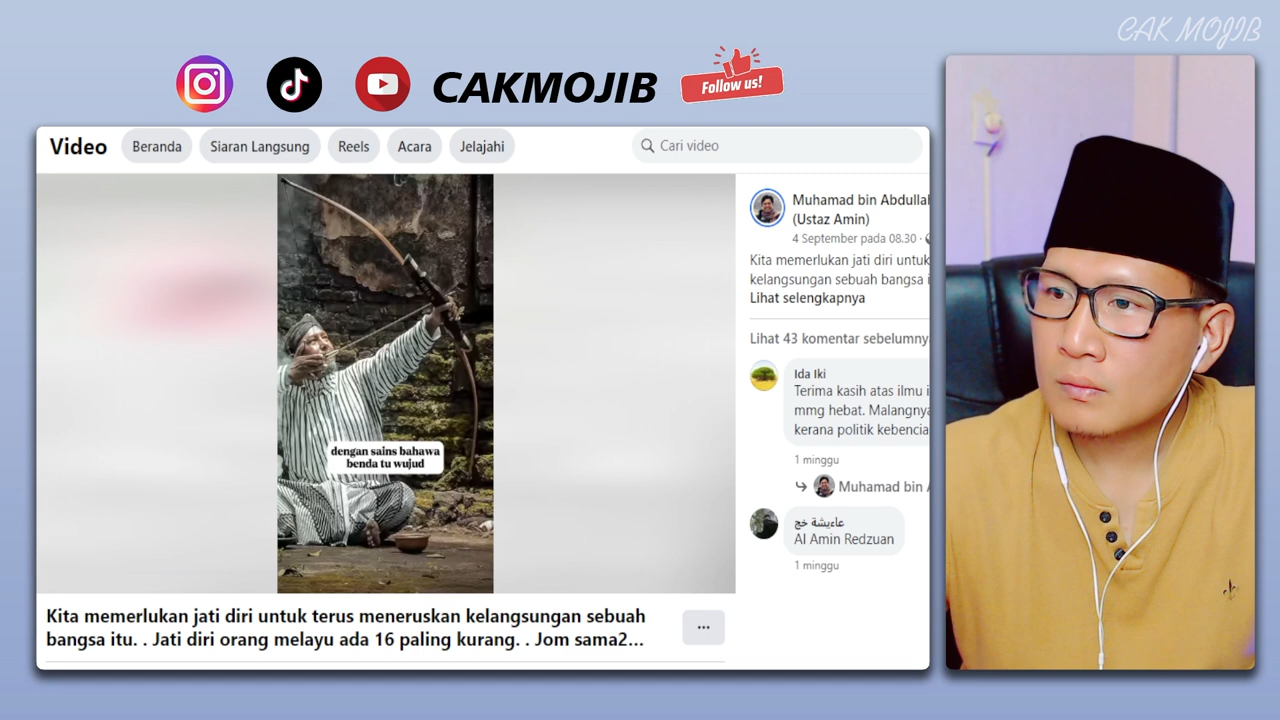 CAK MOJIB
CAKMOJIB
Follow us!
Video
Beranda
Siaran Langsung
Reels
Acara
Jelajahi
Cari video
dengan sains bahawa
benda tu wujud
Muhamad bin Abdullah
(Ustaz Amin)
4 September pada 08.30 ·
Kita memerlukan jati diri untuk
kelangsungan sebuah bangsa i
Lihat selengkapnya
Lihat 43 komentar sebelumny
Ida Iki
Terima kasih atas ilmu i
mmg hebat. Malangnya
kerana politik kebencia
1 minggu
Muhamad bin A
عاءيشة خج
Al Amin Redzuan
1 minggu
Kita memerlukan jati diri untuk terus meneruskan kelangsungan sebuah
bangsa itu. . Jati diri orang melayu ada 16 paling kurang. . Jom sama2...